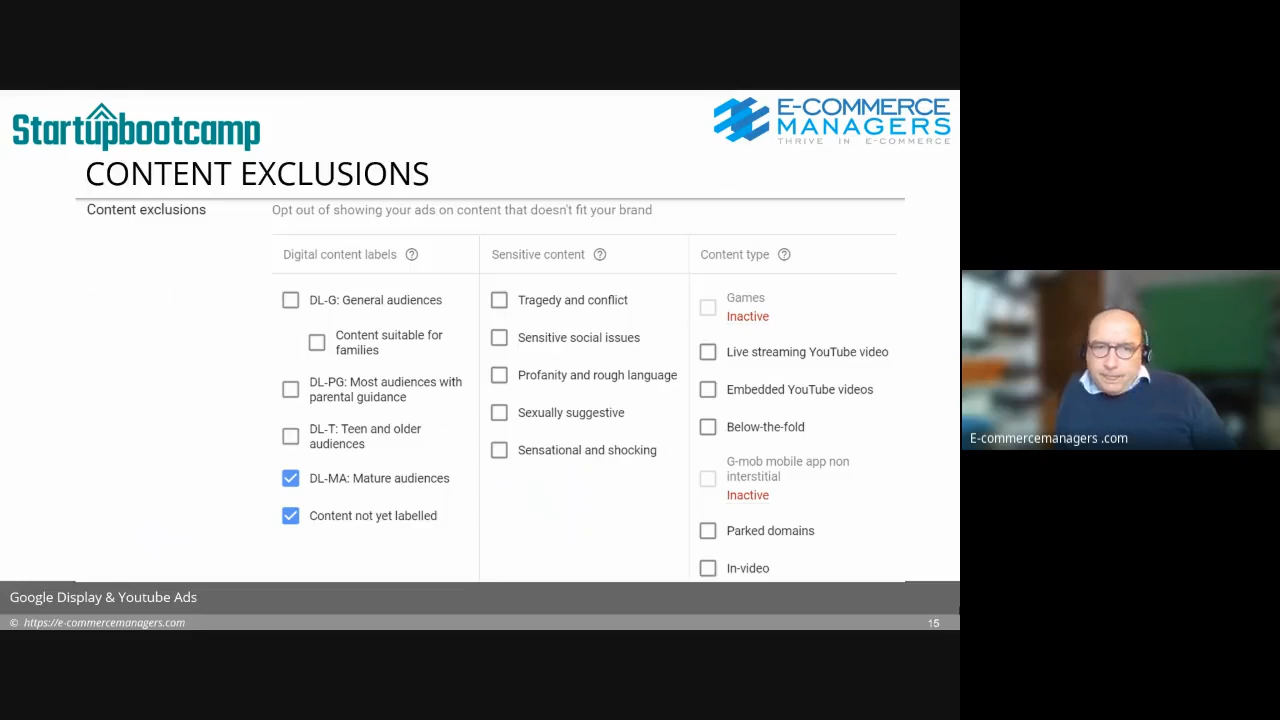 Startupbootcamp
E-COMMERCE
MANAGERS
THRIVE IN E-COMMERCE
CONTENT EXCLUSIONS
Content exclusions
Opt out of showing your ads on content that doesn't fit your brand
Digital content labels
DL-G: General audiences
Content suitable for
families
DL-PG: Most audiences with
parental guidance
DL-T: Teen and older
audiences
DL-MA: Mature audiences
Content not yet labelled
Sensitive content
Tragedy and conflict
Sensitive social issues
Profanity and rough language
Sexually suggestive
Sensational and shocking
Content type
Games
Inactive
Live streaming YouTube video
Embedded YouTube videos
Below-the-fold
G-mob mobile app non
interstitial
Inactive
Parked domains
In-video
E-commercemanagers .com
Google Display & Youtube Ads
© https://e-commercemanagers.com
15